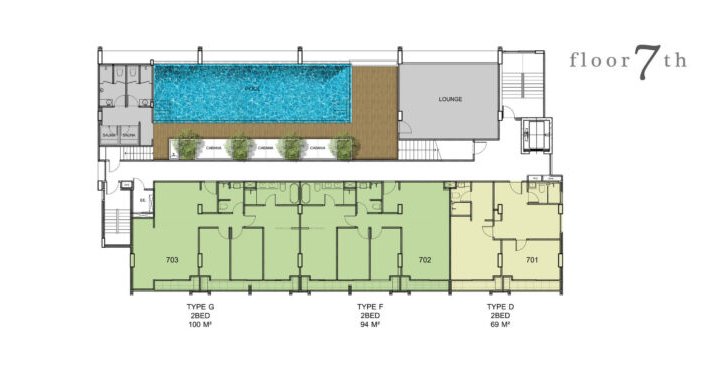 floor 7th
POOL
LOUNGE
SAUNA
SAUNA
CABANA
CABANA
CABANA
EE.
703
702
701
TYPE G
2BED
100 M²
TYPE F
2BED
94 M²
TYPE D
2BED
69 M²